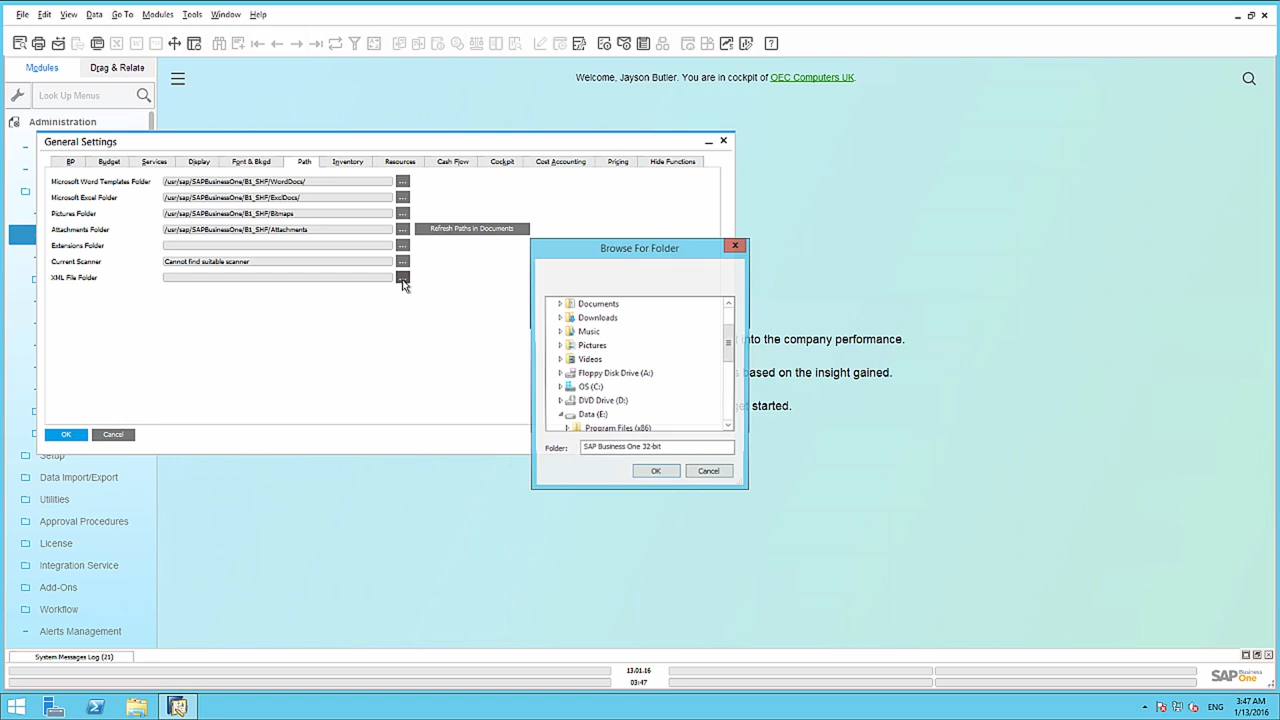 File Edit View Data Go To Modules Tools Window Help
Modules Drag & Relate
Welcome, Jayson Butler. You are in cockpit of OEC Computers UK.
Look Up Menus
Administration
General Settings
BP Budget Services Display Font & Bkgd Path Inventory Resources Cash Flow Cockpit Cost Accounting Pricing Hide Functions
Microsoft Word Templates Folder /usr/sap/SAPBusinessOne/B1_SHF/WordDocs/ ...
Microsoft Excel Folder /usr/sap/SAPBusinessOne/B1_SHF/ExclDocs/ ...
Pictures Folder /usr/sap/SAPBusinessOne/B1_SHF/Bitmaps ...
Attachments Folder /usr/sap/SAPBusinessOne/B1_SHF/Attachments ... Refresh Paths in Documents
Extensions Folder ...
Current Scanner Cannot find suitable scanner ...
XML File Folder ...
Browse For Folder
Documents
Downloads
Music
Pictures
Videos
Floppy Disk Drive (A:)
OS (C:)
DVD Drive (D:)
Data (E:)
Program Files (x86)
Folder: SAP Business One 32-bit
OK Cancel
into the company performance.
based on the insight gained.
get started.
OK Cancel
Setup
Data Import/Export
Utilities
Approval Procedures
License
Integration Service
Add-Ons
Workflow
Alerts Management
System Messages Log (21)
13.01.16
03:47
SAP Business One
ENG
3:47 AM
1/13/2016